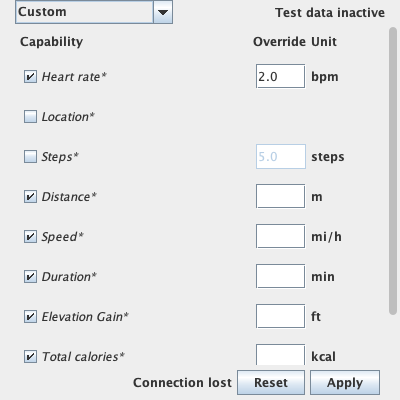 Custom Test data inactive
Capability Override Unit
Heart rate* 2.0 bpm
Location*
Steps* 5.0 steps
Distance* m
Speed* mi/h
Duration* min
Elevation Gain* ft
Total calories* kcal
Connection lost Reset Apply